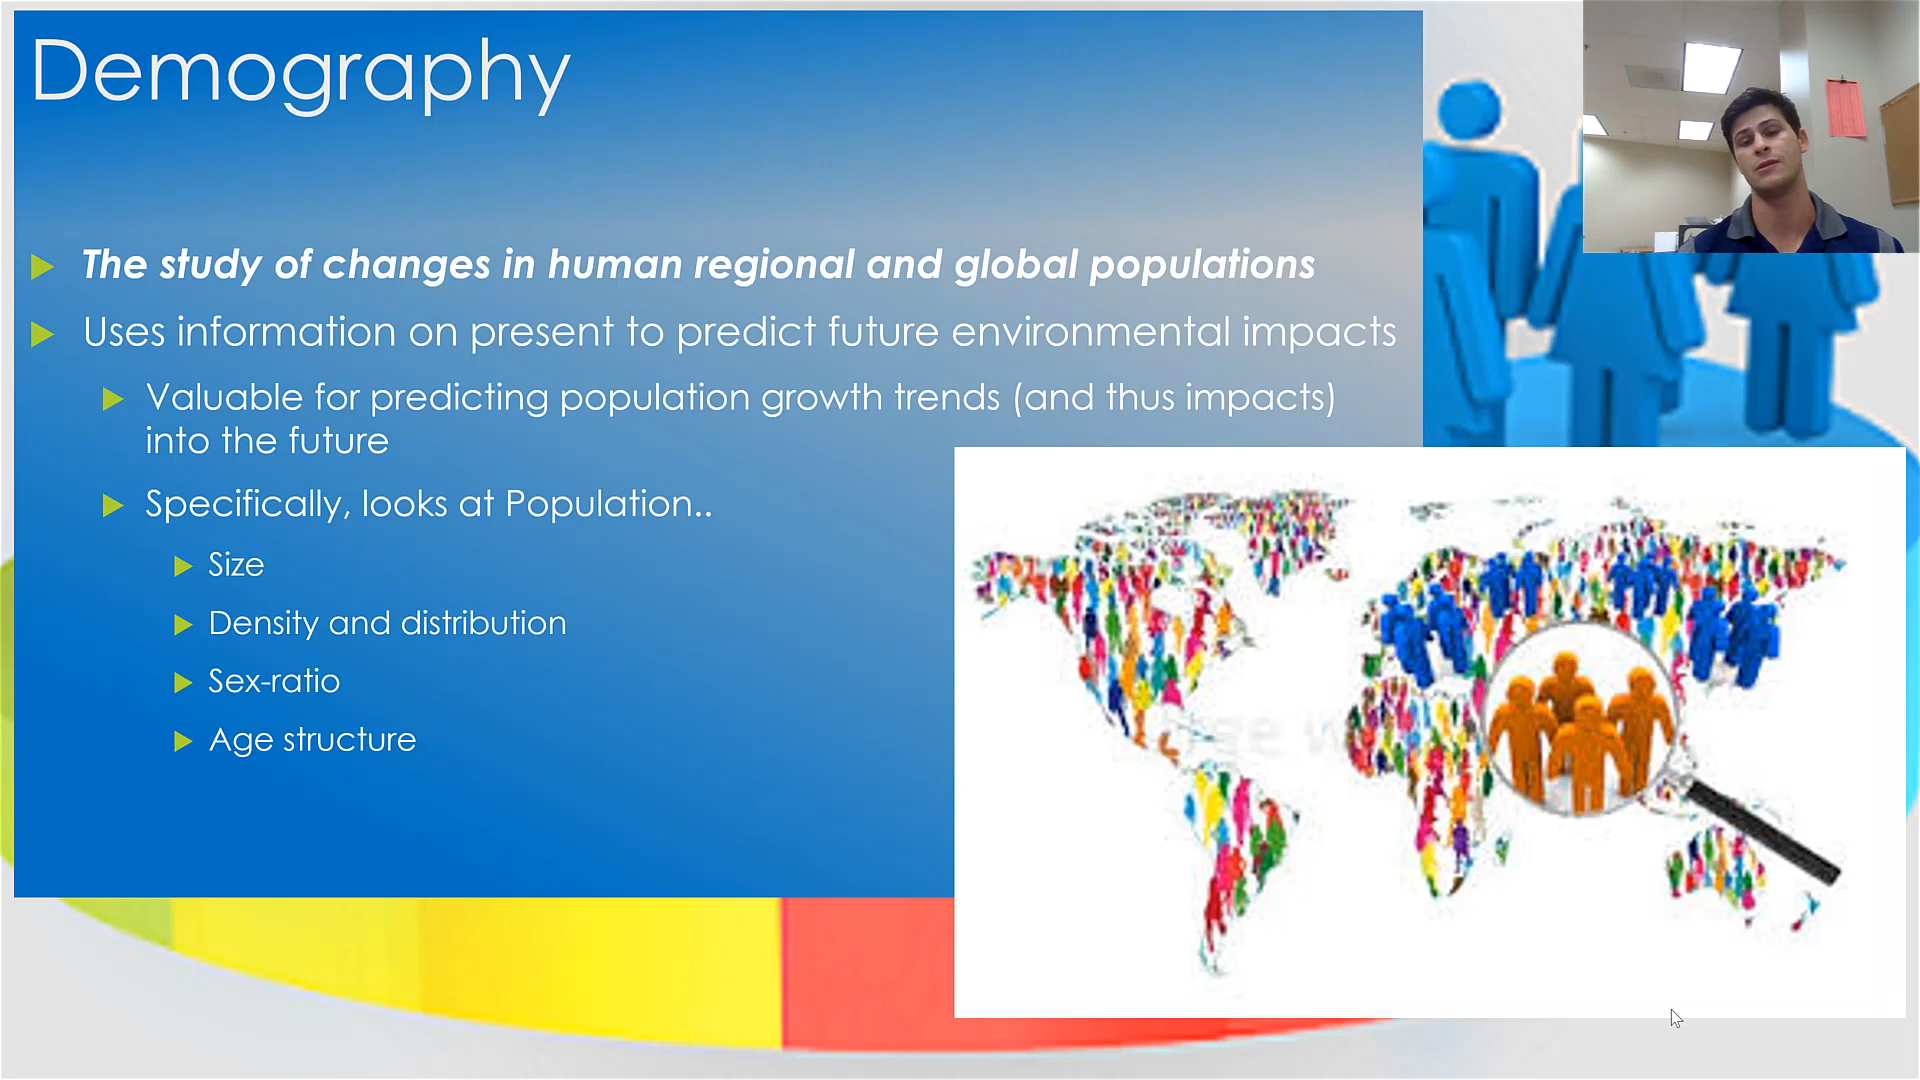 Demography
The study of changes in human regional and global populations
Uses information on present to predict future environmental impacts
Valuable for predicting population growth trends (and thus impacts)
into the future
Specifically, looks at Population..
Size
Density and distribution
Sex-ratio
Age structure